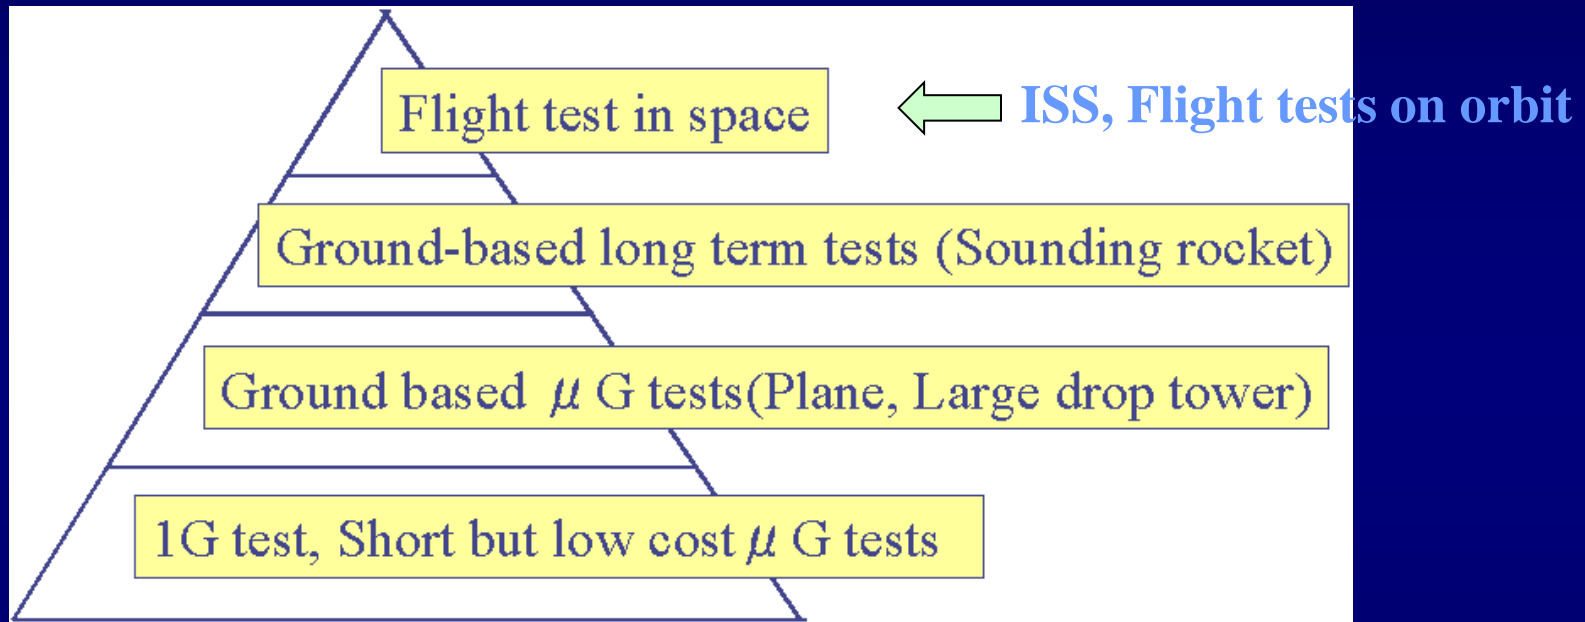 Flight test in space
ISS, Flight tests on orbit
Ground-based long term tests (Sounding rocket)
Ground based μ G tests(Plane, Large drop tower)
1G test, Short but low cost μ G tests